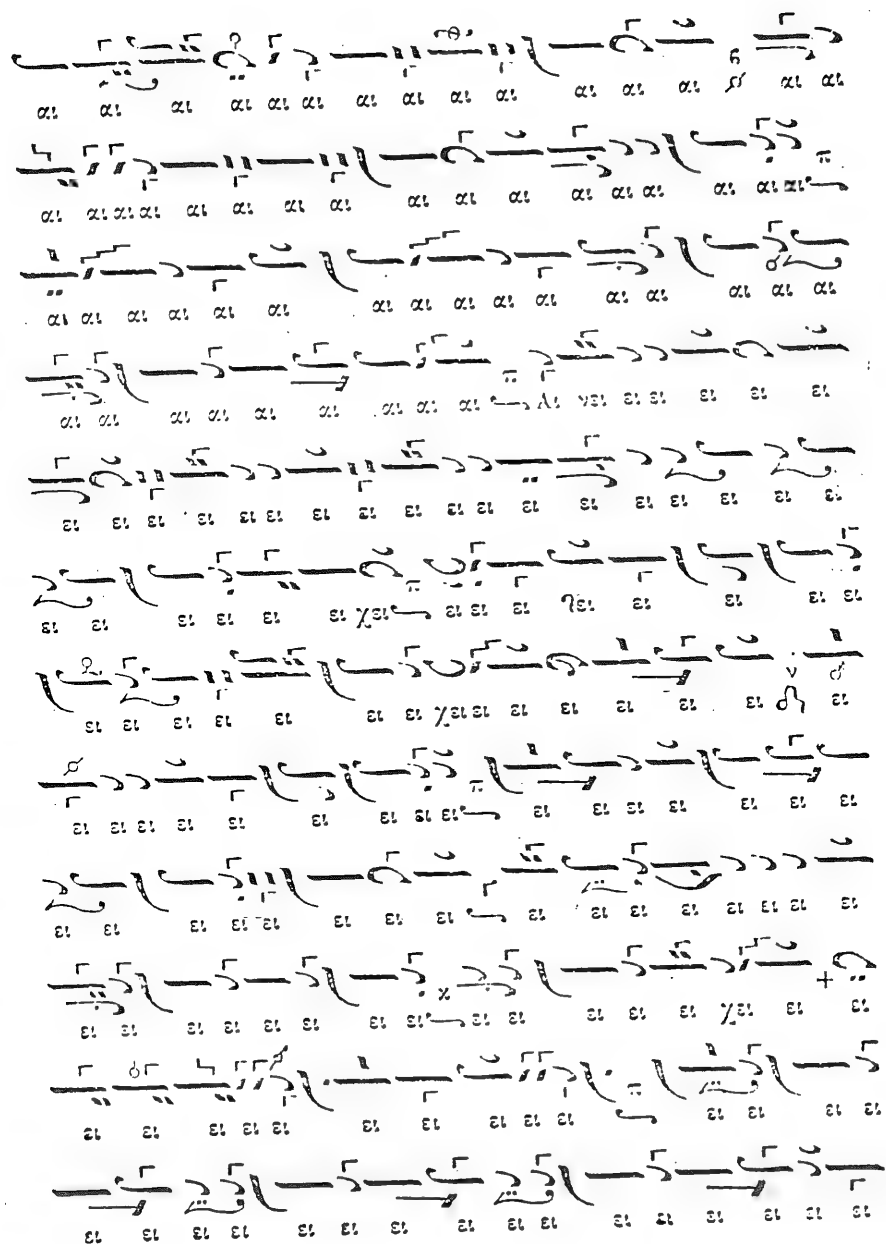 αι αι αι αι αι αι αι αι αι αι αι αι αι αι
αι αι αι αι αι αι αι αι αι αι αι αι αι αι αι αι αι
αι αι αι αι αι αι αι αι αι αι αι αι αι αι αι αι
αι αι αι αι αι αι αι αι αι λι νει ει ει ει ει ει
ει ει ει ει ει ει ει ει ει ει ει ει ει ει ει ει ει ει
ει ει ει ει ει ει χει ει ει ει ει ει ει ει
ει ει ει ει ει ει ει χει ει ει ει ει ει ει ει
ει ει ει ει ει ει ει ει ει ει ει ει ει ει ει ει
ει ει ει ει ει ει ει ει ει ει ει ει ει ει ει ει
ει ει ει ει ει ει ει ει ει ει ει ει ει χει ει ει
ει ει ει ει ει ει ει ει ει ει ει ει ει ει
ει ει ει ει ει ει ει ει ει ει ει ει ει ει ει ει